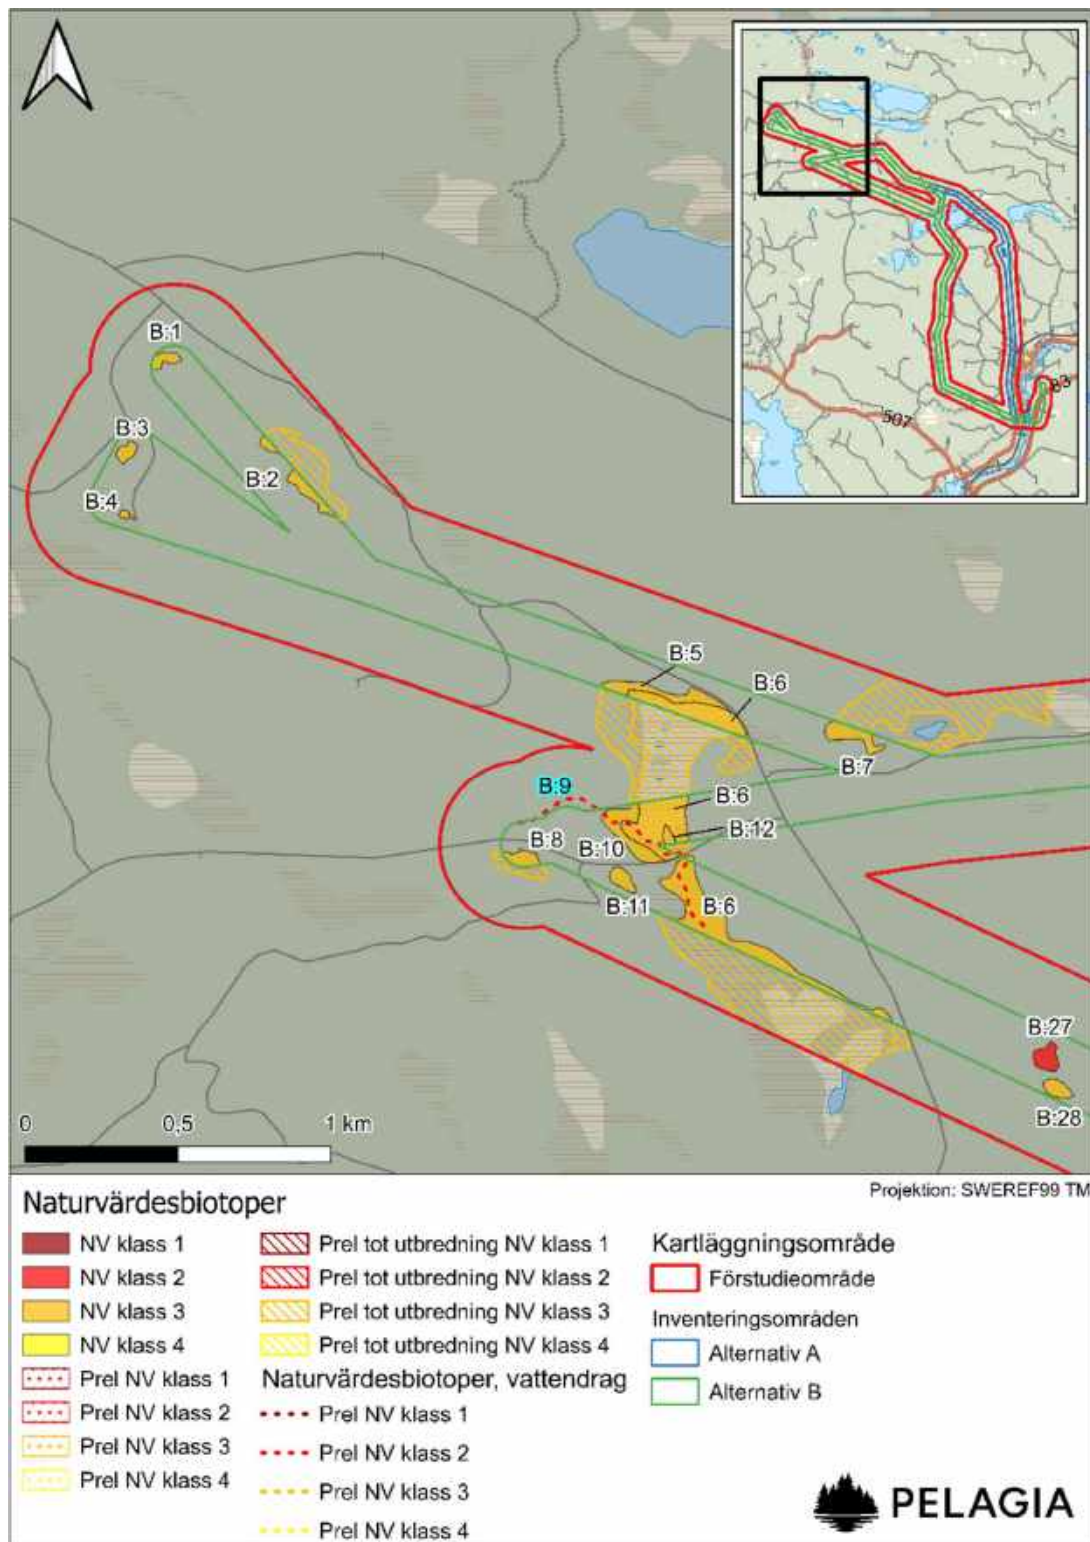 83
507
B:1
B:3
B:2
B:4
B:5
B:6
B:7
B:9
B:6
B:12
B:8
B:10
B:11
B:6
B:27
B:28
0 0,5 1 km
Projektion: SWEREF99 TM
Naturvärdesbiotoper
NV klass 1
NV klass 2
NV klass 3
NV klass 4
Prel NV klass 1
Prel NV klass 2
Prel NV klass 3
Prel NV klass 4
Prel tot utbredning NV klass 1
Prel tot utbredning NV klass 2
Prel tot utbredning NV klass 3
Prel tot utbredning NV klass 4
Naturvärdesbiotoper, vattendrag
Prel NV klass 1
Prel NV klass 2
Prel NV klass 3
Prel NV klass 4
Kartläggningsområde
Förstudieområde
Inventeringsområden
Alternativ A
Alternativ B
PELAGIA